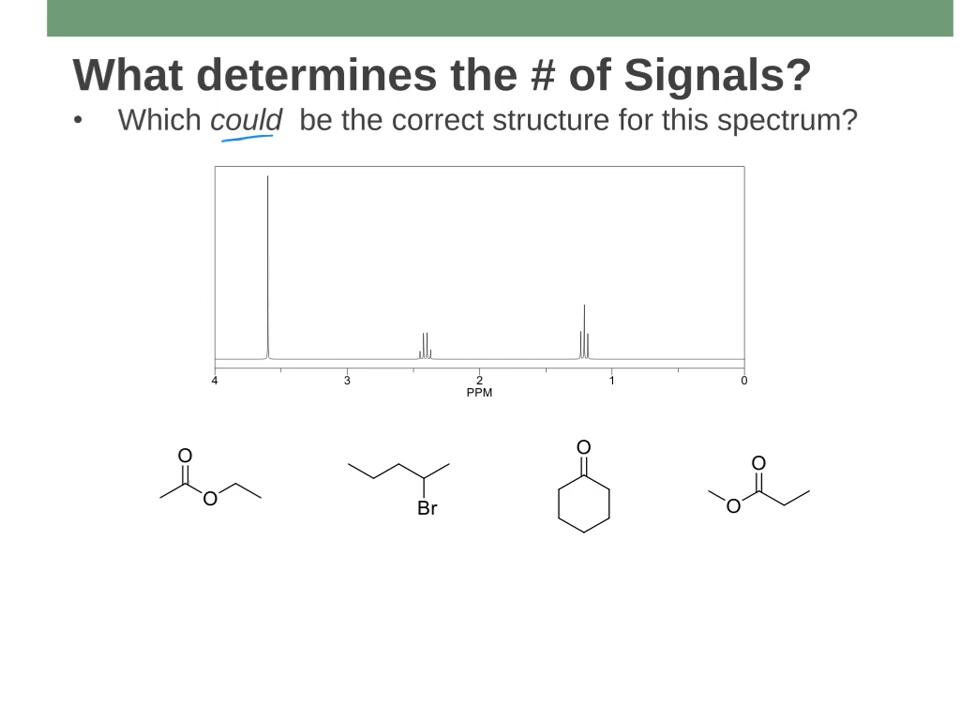 What determines the # of Signals?
• Which could be the correct structure for this spectrum?
4 3 2 1 0
PPM
O O O
O Br O